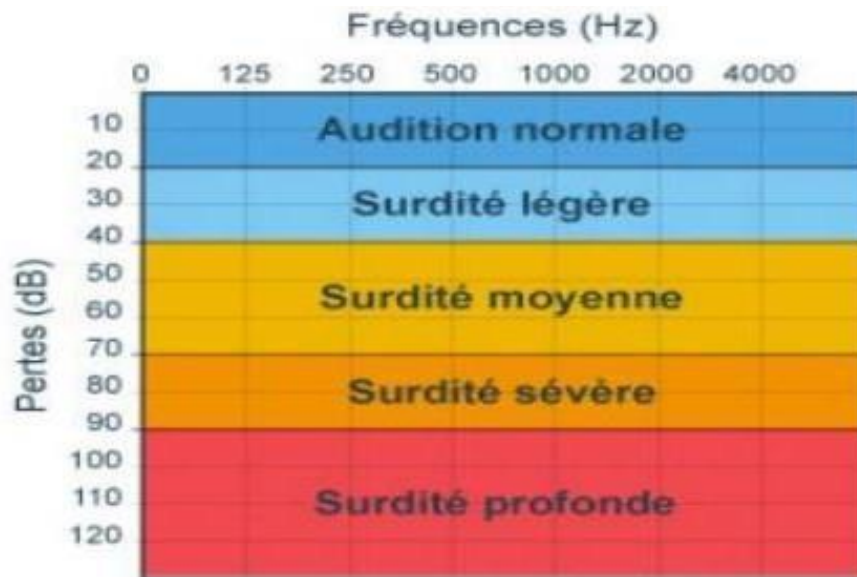 Fréquences (Hz)
0 125 250 500 1000 2000 4000
Pertes (dB)
10
Audition normale
20
30
Surdité légère
40
50
Surdité moyenne
60
70
80
Surdité sévère
90
100
110
Surdité profonde
120